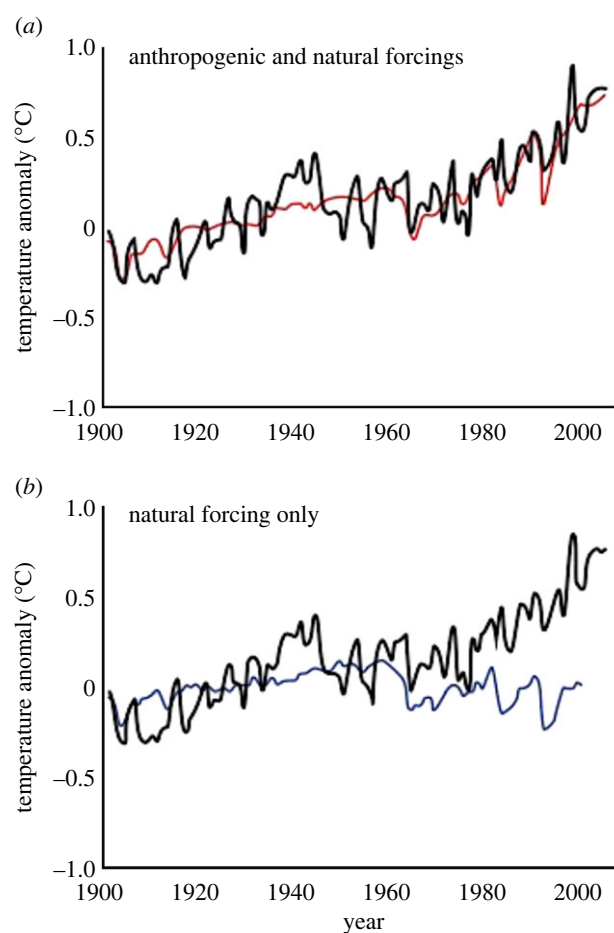 (a)
anthropogenic and natural forcings
temperature anomaly (°C)
1.0
0.5
0
–0.5
–1.0
1900 1920 1940 1960 1980 2000
(b)
natural forcing only
temperature anomaly (°C)
1.0
0.5
0
–0.5
–1.0
1900 1920 1940 1960 1980 2000
year